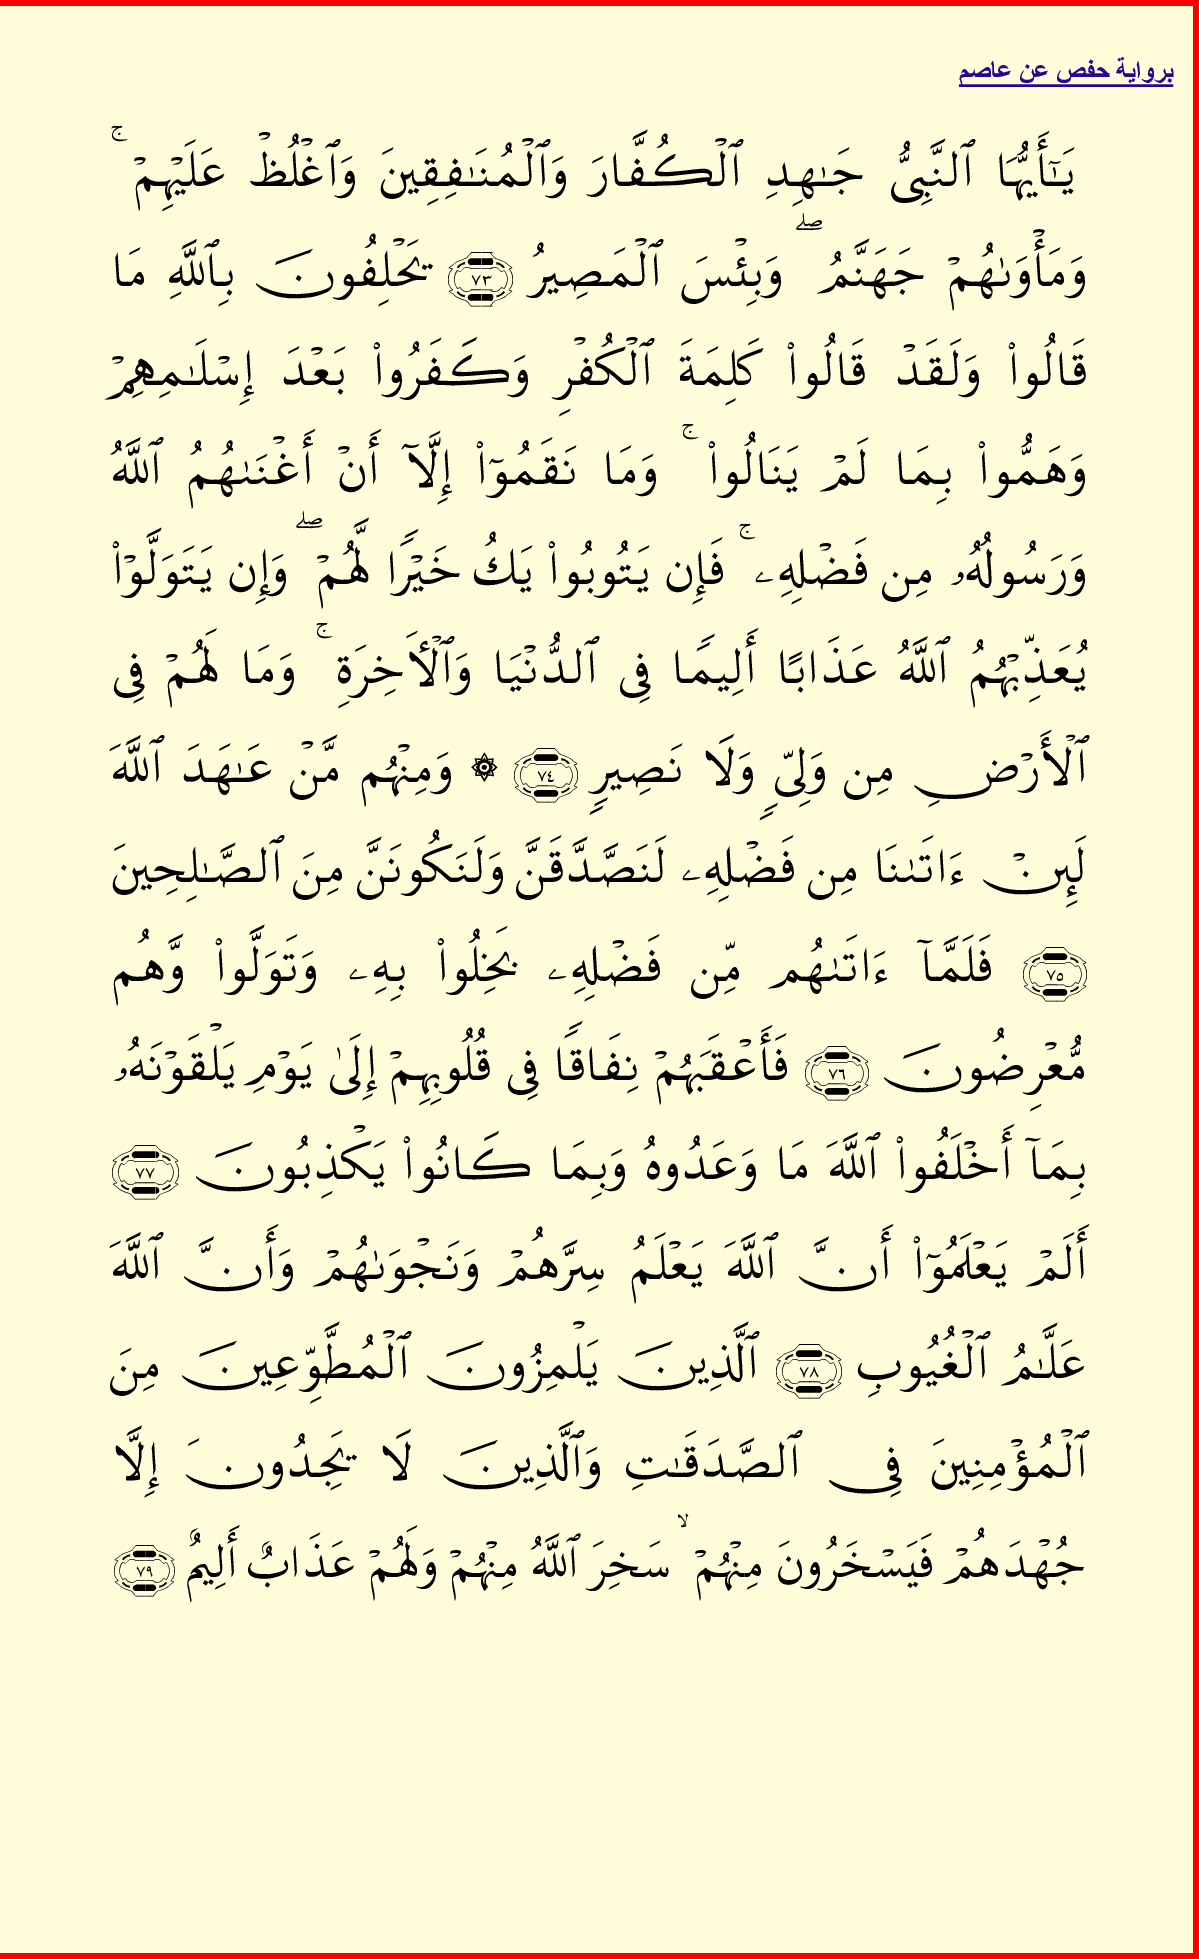 برواية حفص عن عاصم
يَـٰٓأَيُّهَا ٱلنَّبِىُّ جَـٰهِدِ ٱلْكُفَّارَ وَٱلْمُنَـٰفِقِينَ وَٱغْلُظْ عَلَيْهِمْ ۚ
وَمَأْوَىٰهُمْ جَهَنَّمُ ۖ وَبِئْسَ ٱلْمَصِيرُ ٧٣ يَحْلِفُونَ بِٱللَّهِ مَا
قَالُوا۟ وَلَقَدْ قَالُوا۟ كَلِمَةَ ٱلْكُفْرِ وَكَفَرُوا۟ بَعْدَ إِسْلَـٰمِهِمْ
وَهَمُّوا۟ بِمَا لَمْ يَنَالُوا۟ ۚ وَمَا نَقَمُوٓا۟ إِلَّآ أَنْ أَغْنَىٰهُمُ ٱللَّهُ
وَرَسُولُهُۥ مِن فَضْلِهِۦ ۚ فَإِن يَتُوبُوا۟ يَكُ خَيْرًا لَّهُمْ ۖ وَإِن يَتَوَلَّوْا۟
يُعَذِّبْهُمُ ٱللَّهُ عَذَابًا أَلِيمًا فِى ٱلدُّنْيَا وَٱلْـَٔاخِرَةِ ۚ وَمَا لَهُمْ فِى
ٱلْأَرْضِ مِن وَلِىٍّ وَلَا نَصِيرٍ ٧٤ ۞ وَمِنْهُم مَّنْ عَـٰهَدَ ٱللَّهَ
لَئِنْ ءَاتَىٰنَا مِن فَضْلِهِۦ لَنَصَّدَّقَنَّ وَلَنَكُونَنَّ مِنَ ٱلصَّـٰلِحِينَ
٧٥ فَلَمَّآ ءَاتَىٰهُم مِّن فَضْلِهِۦ بَخِلُوا۟ بِهِۦ وَتَوَلَّوا۟ وَّهُم
مُّعْرِضُونَ ٧٦ فَأَعْقَبَهُمْ نِفَاقًا فِى قُلُوبِهِمْ إِلَىٰ يَوْمِ يَلْقَوْنَهُۥ
بِمَآ أَخْلَفُوا۟ ٱللَّهَ مَا وَعَدُوهُ وَبِمَا كَانُوا۟ يَكْذِبُونَ ٧٧
أَلَمْ يَعْلَمُوٓا۟ أَنَّ ٱللَّهَ يَعْلَمُ سِرَّهُمْ وَنَجْوَىٰهُمْ وَأَنَّ ٱللَّهَ
عَلَّـٰمُ ٱلْغُيُوبِ ٧٨ ٱلَّذِينَ يَلْمِزُونَ ٱلْمُطَّوِّعِينَ مِنَ
ٱلْمُؤْمِنِينَ فِى ٱلصَّدَقَـٰتِ وَٱلَّذِينَ لَا يَجِدُونَ إِلَّا
جُهْدَهُمْ فَيَسْخَرُونَ مِنْهُمْ ۙ سَخِرَ ٱللَّهُ مِنْهُمْ وَلَهُمْ عَذَابٌ أَلِيمٌ ٧٩